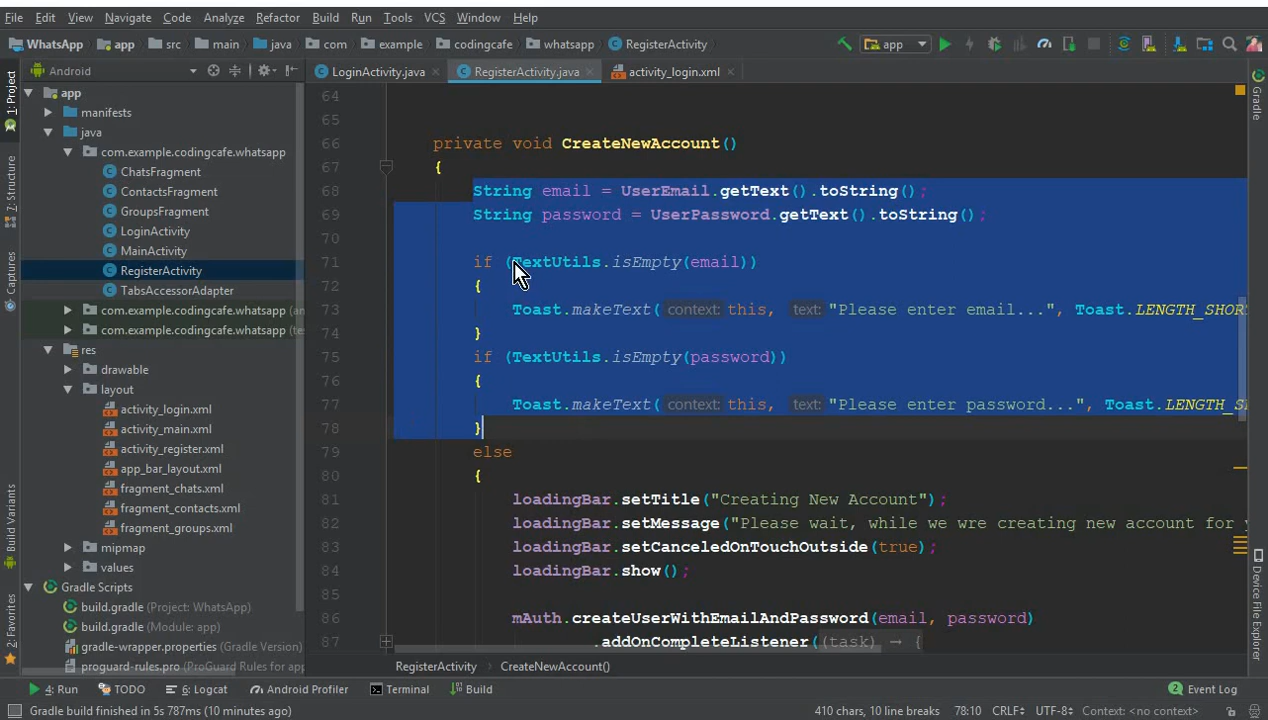 File Edit View Navigate Code Analyze Refactor Build Run Tools VCS Window Help
WhatsApp app src main java com example codingcafe whatsapp RegisterActivity app
Android LoginActivity.java RegisterActivity.java activity_login.xml
1: Project
7: Structure
Captures
Build Variants
2: Favorites
app
manifests
java
com.example.codingcafe.whatsapp
ChatsFragment
ContactsFragment
GroupsFragment
LoginActivity
MainActivity
RegisterActivity
TabsAccessorAdapter
com.example.codingcafe.whatsapp (an
com.example.codingcafe.whatsapp (te
res
drawable
layout
activity_login.xml
activity_main.xml
activity_register.xml
app_bar_layout.xml
fragment_chats.xml
fragment_contacts.xml
fragment_groups.xml
mipmap
values
Gradle Scripts
build.gradle (Project: WhatsApp)
build.gradle (Module: app)
gradle-wrapper.properties (Gradle Version)
proguard-rules.pro (ProGuard Rules for app
64
65
66 private void CreateNewAccount()
67 {
68 String email = UserEmail.getText().toString();
69 String password = UserPassword.getText().toString();
70
71 if (TextUtils.isEmpty(email))
72 {
73 Toast.makeText( context: this, text: "Please enter email...", Toast.LENGTH_SHOR
74 }
75 if (TextUtils.isEmpty(password))
76 {
77 Toast.makeText( context: this, text: "Please enter password...", Toast.LENGTH_SH
78 }
79 else
80 {
81 loadingBar.setTitle("Creating New Account");
82 loadingBar.setMessage("Please wait, while we wre creating new account for y
83 loadingBar.setCanceledOnTouchOutside(true);
84 loadingBar.show();
85
86 mAuth.createUserWithEmailAndPassword(email, password)
87 .addOnCompleteListener((task) → {
RegisterActivity CreateNewAccount()
Gradle
Device File Explorer
4: Run TODO 6: Logcat Android Profiler Terminal Build 2 Event Log
Gradle build finished in 5s 787ms (10 minutes ago) 410 chars, 10 line breaks 78:10 CRLF UTF-8 Context: <no context>